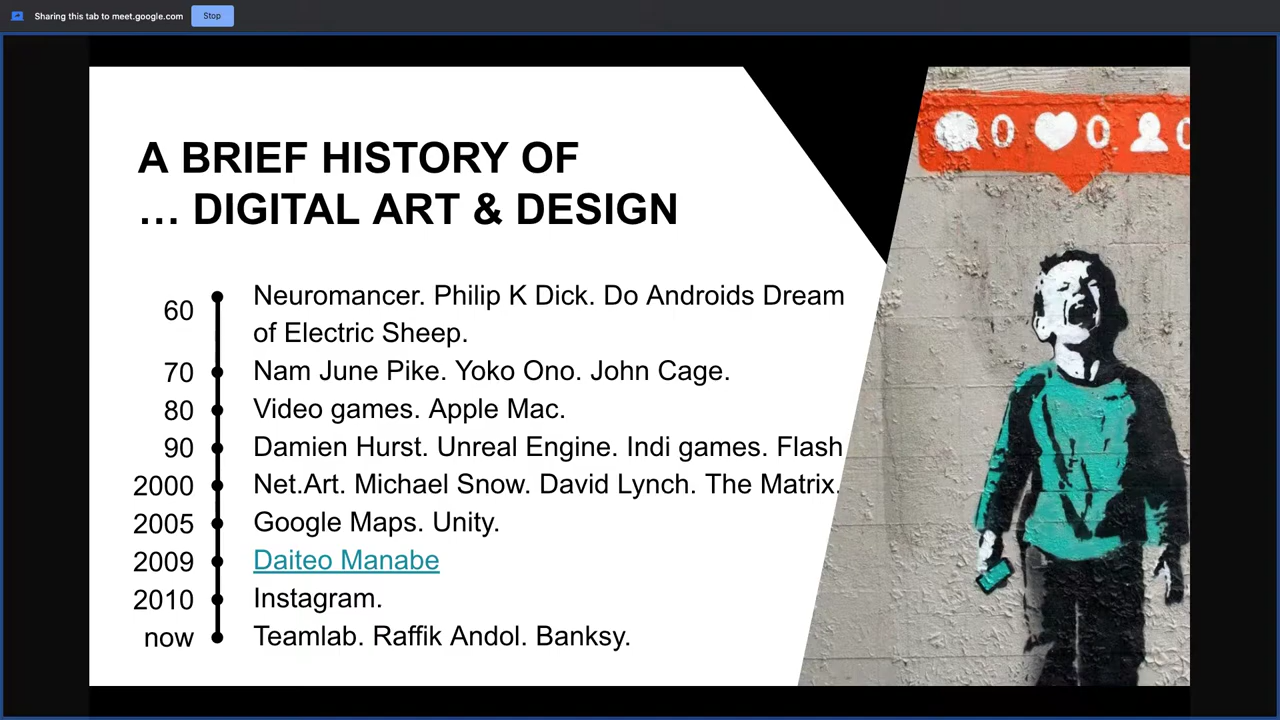 Sharing this tab to meet.google.com Stop
A BRIEF HISTORY OF
... DIGITAL ART & DESIGN
0 0 0
60 Neuromancer. Philip K Dick. Do Androids Dream
of Electric Sheep.
70 Nam June Pike. Yoko Ono. John Cage.
80 Video games. Apple Mac.
90 Damien Hurst. Unreal Engine. Indi games. Flash
2000 Net.Art. Michael Snow. David Lynch. The Matrix.
2005 Google Maps. Unity.
2009 Daiteo Manabe
2010 Instagram.
now Teamlab. Raffik Andol. Banksy.